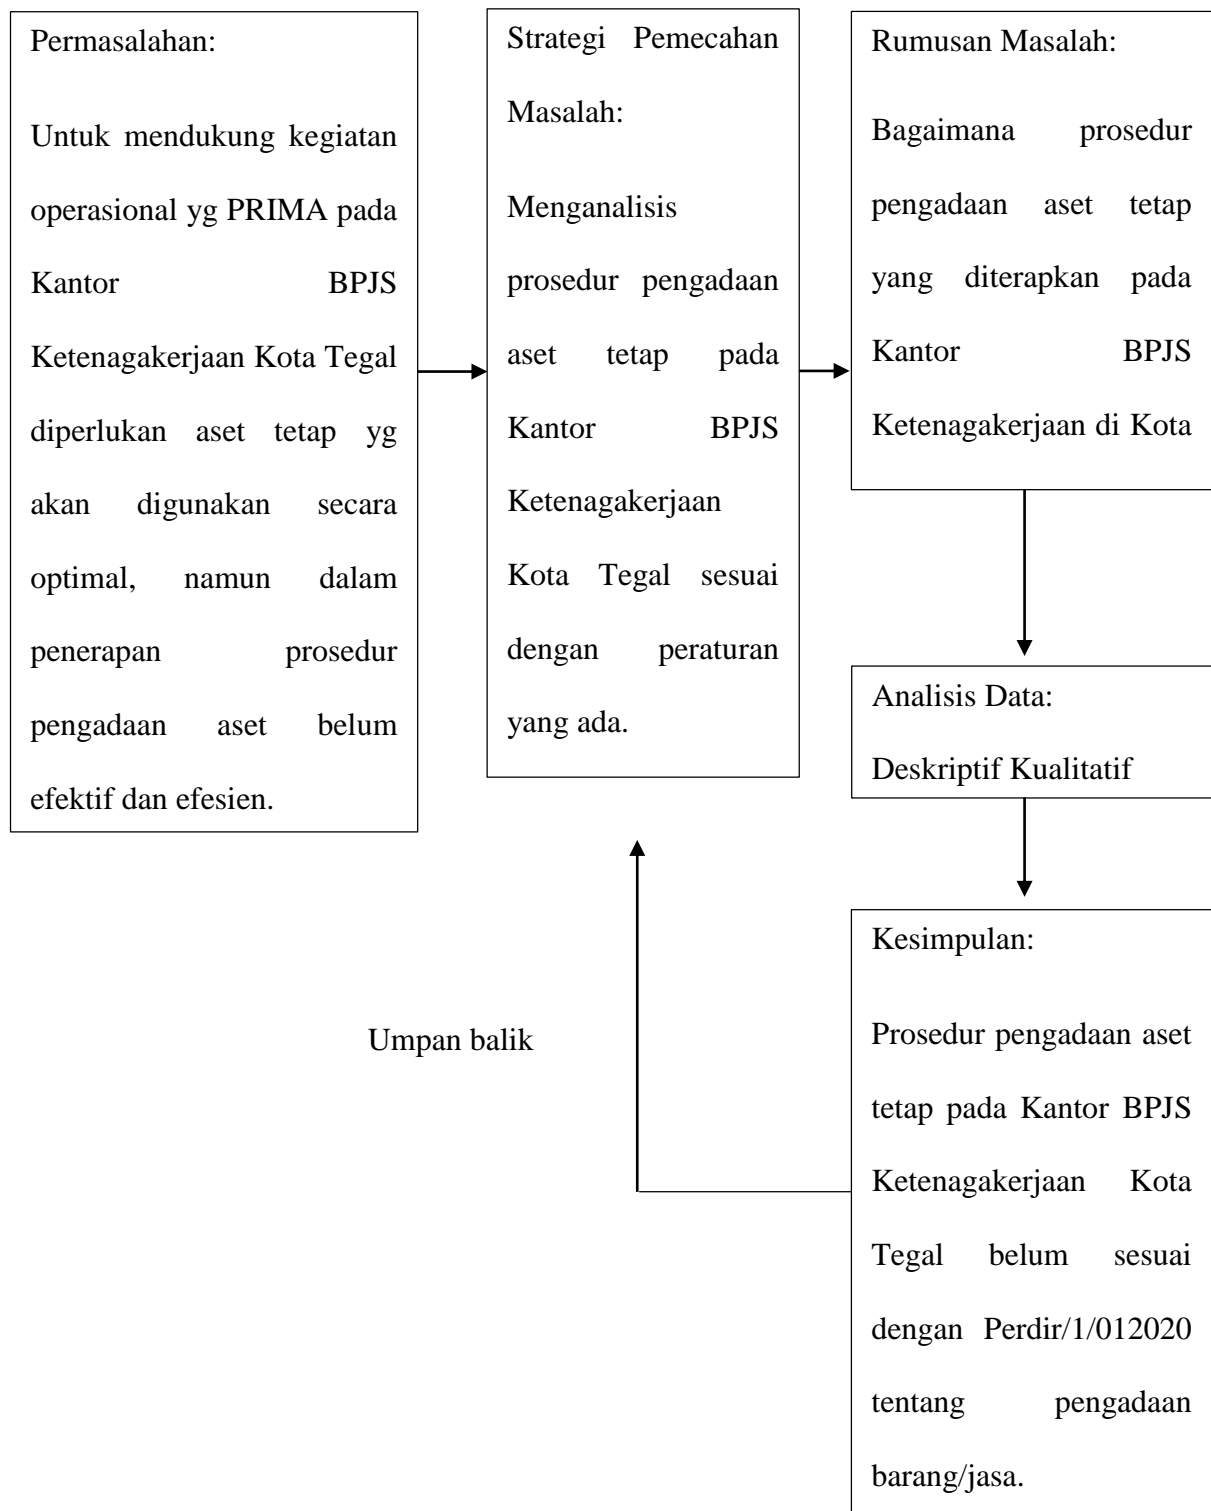 Permasalahan:
Untuk mendukung kegiatan
operasional yg PRIMA pada
Kantor BPJS
Ketenagakerjaan Kota Tegal
diperlukan aset tetap yg
akan digunakan secara
optimal, namun dalam
penerapan prosedur
pengadaan aset belum
efektif dan efesien.
Strategi Pemecahan
Masalah:
Menganalisis
prosedur pengadaan
aset tetap pada
Kantor BPJS
Ketenagakerjaan
Kota Tegal sesuai
dengan peraturan
yang ada.
Rumusan Masalah:
Bagaimana prosedur
pengadaan aset tetap
yang diterapkan pada
Kantor BPJS
Ketenagakerjaan di Kota
Analisis Data:
Deskriptif Kualitatif
Kesimpulan:
Prosedur pengadaan aset
tetap pada Kantor BPJS
Ketenagakerjaan Kota
Tegal belum sesuai
dengan Perdir/1/012020
tentang pengadaan
barang/jasa.
Umpan balik